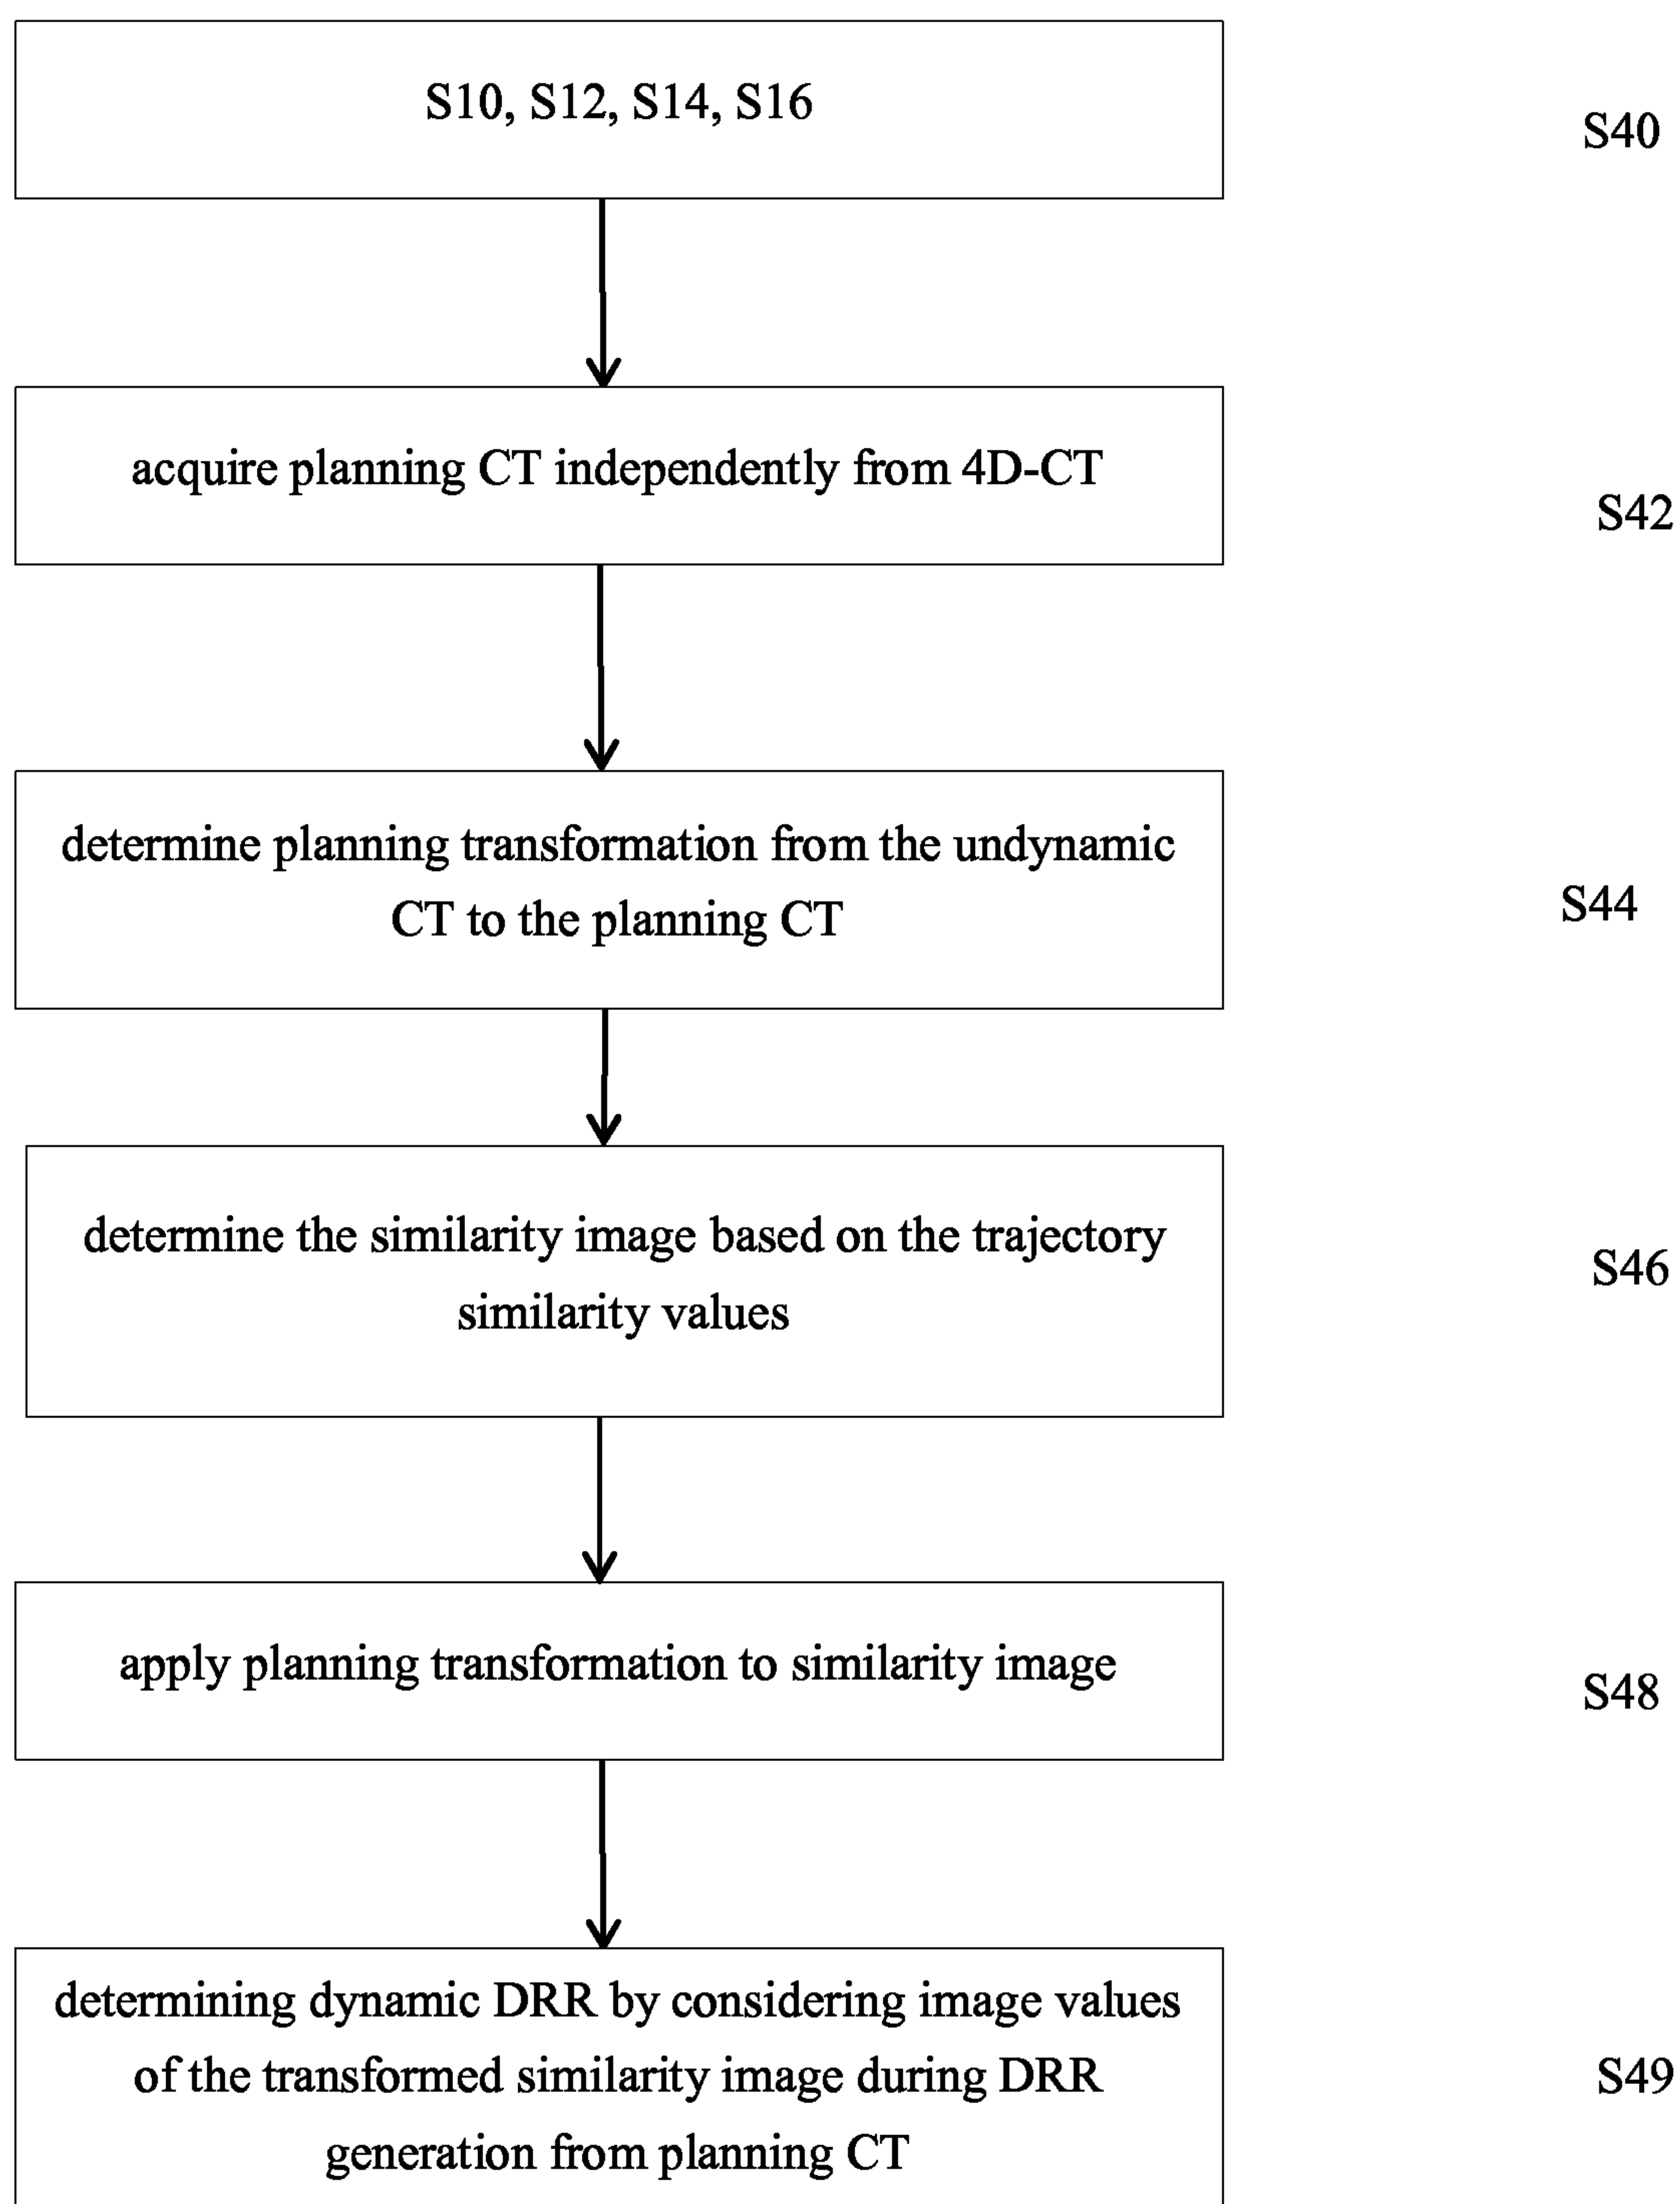 S10, S12, S14, S16
S40
acquire planning CT independently from 4D-CT
S42
determine planning transformation from the undynamic
CT to the planning CT
S44
determine the similarity image based on the trajectory
similarity values
S46
apply planning transformation to similarity image
S48
determining dynamic DRR by considering image values
of the transformed similarity image during DRR
generation from planning CT
S49